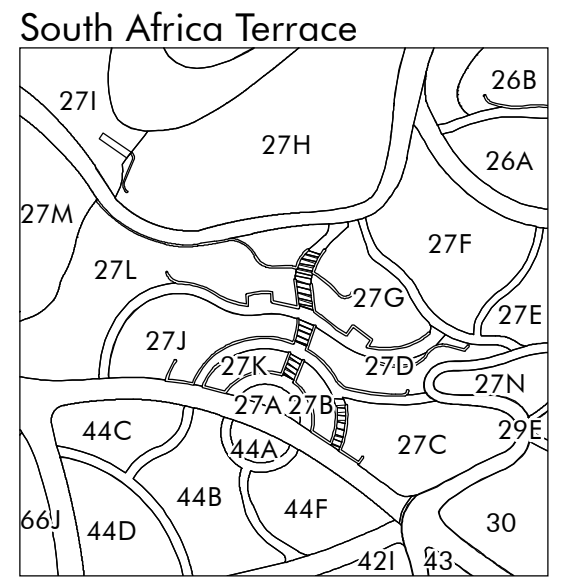 South Africa Terrace
26B
27I
27H
26A
27M
27F
27L
27G
27E
27J
27K
27D
27N
27A
27B
44C
29E
27C
44A
44B
44F
66J
44D
30
42I
43